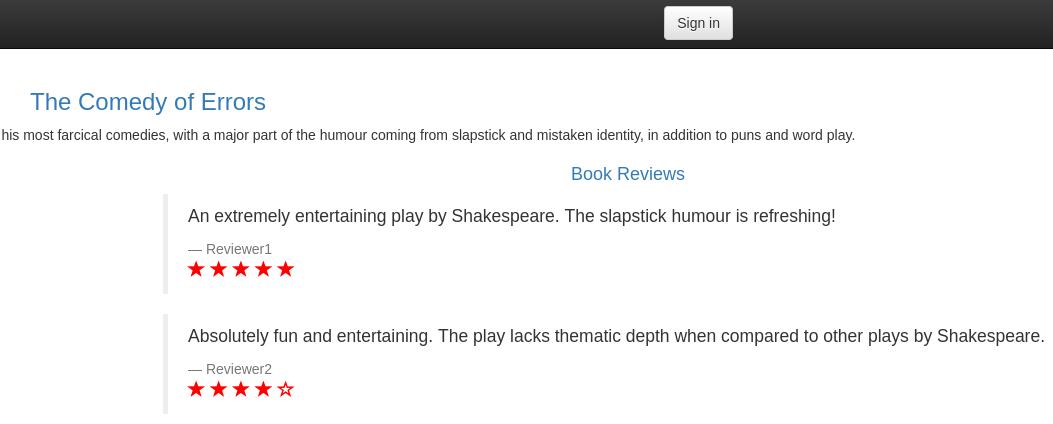 Sign in
The Comedy of Errors
his most farcical comedies, with a major part of the humour coming from slapstick and mistaken identity, in addition to puns and word play.
Book Reviews
An extremely entertaining play by Shakespeare. The slapstick humour is refreshing!
— Reviewer1
Absolutely fun and entertaining. The play lacks thematic depth when compared to other plays by Shakespeare.
— Reviewer2